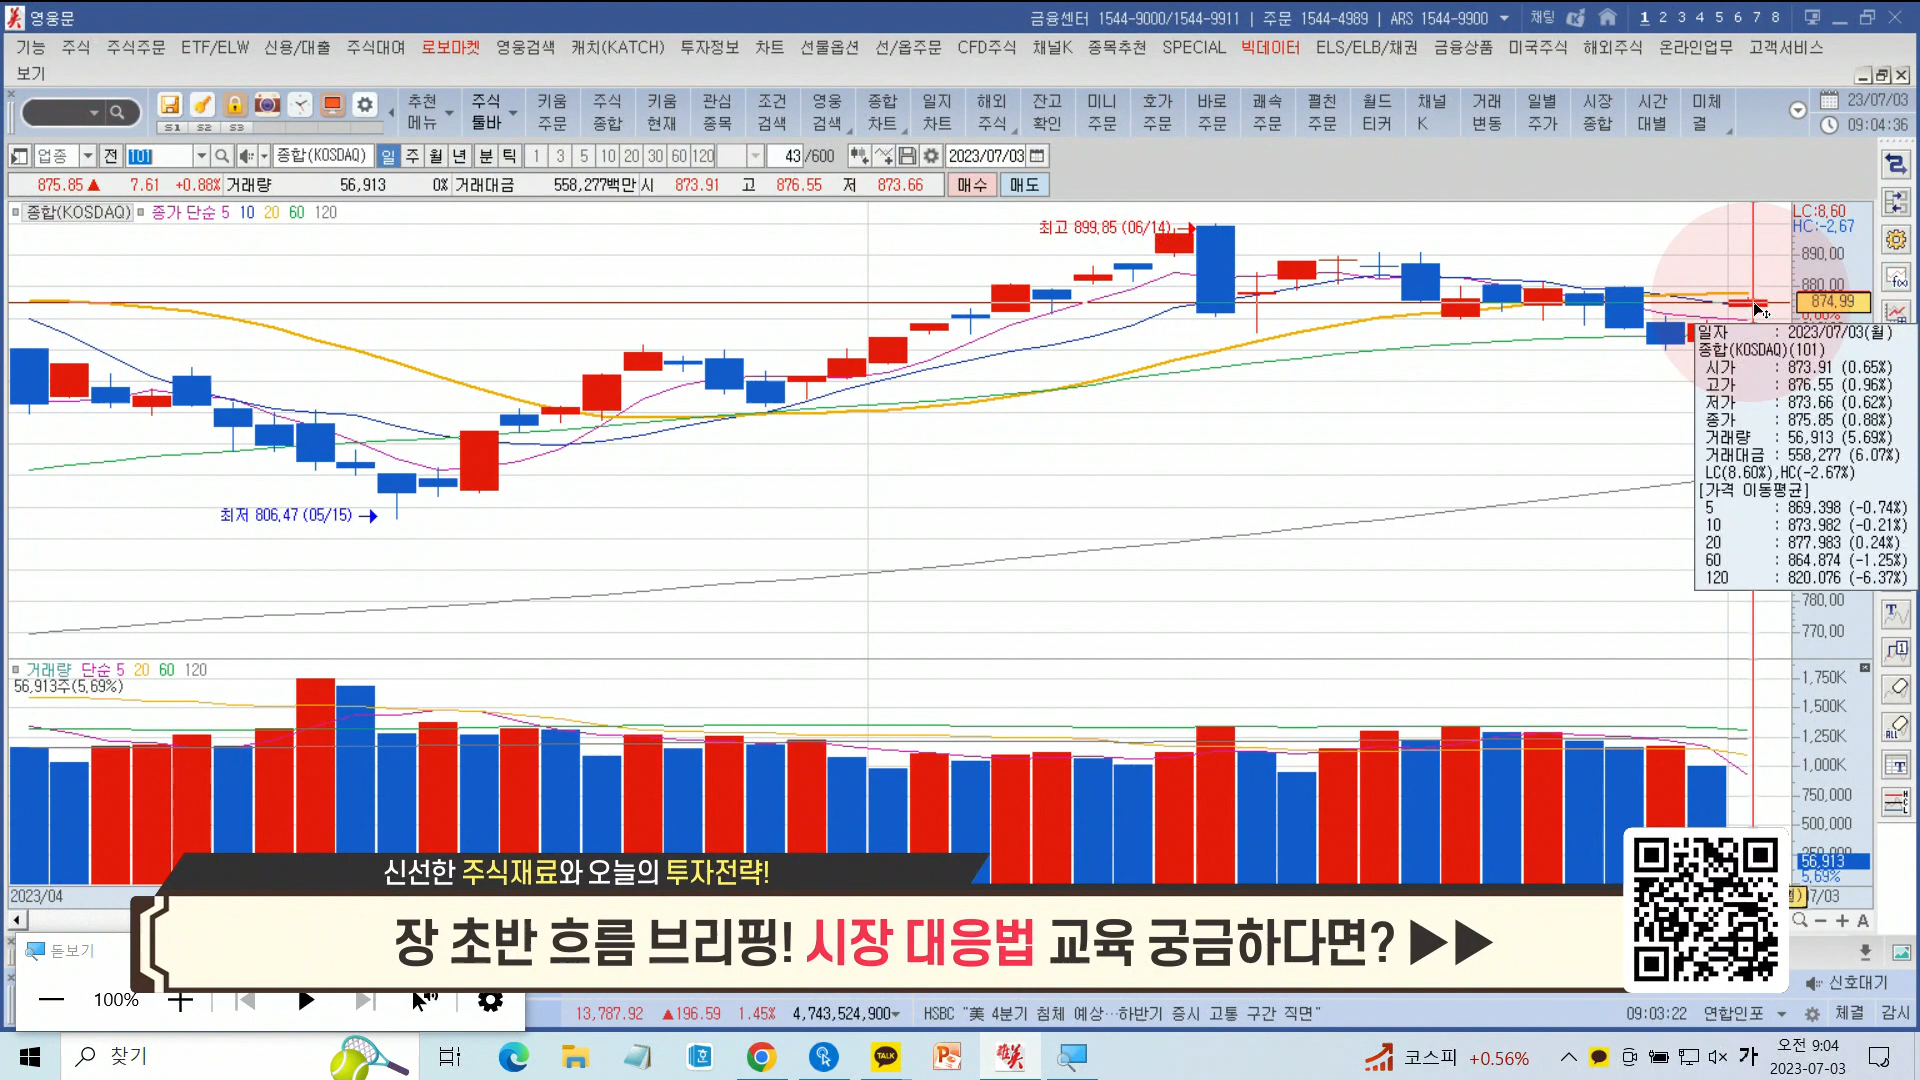 영웅문
금융센터 1544-9000/1544-9911 | 주문 1544-4989 | ARS 1544-9900 채팅 1 2 3 4 5 6 7 8
기능 주식 주식주문 ETF/ELW 신용/대출 주식대여 로보마켓 영웅검색 캐치(KATCH) 투자정보 차트 선물옵션 선/옵주문 CFD주식 채널K 종목추천 SPECIAL 빅데이터 ELS/ELB/채권 금융상품 미국주식 해외주식 온라인업무 고객서비스
보기
추천 주식 키움 주식 키움 관심 조건 영웅 종합 일지 해외 잔고 미니 호가 바로 쾌속 펼친 월드 채널 거래 일별 시장 시간 미체 23/07/03
S1 S2 S3 메뉴 툴바 주문 종합 현재 종목 검색 검색 차트 차트 주식 확인 주문 주문 주문 주문 주문 티커 K 변동 주가 종합 대별 결 09:04:36
업종 전 101 종합(KOSDAQ) 일 주 월 년 분 틱 1 3 5 10 20 30 60 120 43 /600 2023/07/03
875.85 ▲ 7.61 +0.88% 거래량 56,913 0% 거래대금 558,277백만 시 873.91 고 876.55 저 873.66 매수 매도
종합(KOSDAQ) 종가 단순 5 10 20 60 120
LC:8,60
HC:-2,67
최고 899,85 (06/14)
890,00
880,00
874,99
0,00%
최저 806,47 (05/15)
일자 : 2023/07/03(월)
종합(KOSDAQ)(101)
시가 : 873.91 (0.65%)
고가 : 876.55 (0.96%)
저가 : 873.66 (0.62%)
종가 : 875.85 (0.88%)
거래량 : 56,913 (5.69%)
거래대금 : 558,277 (6.07%)
LC(8.60%),HC(-2.67%)
[가격 이동평균]
5 : 869.398 (-0.74%)
10 : 873.982 (-0.21%)
20 : 877.983 (0.24%)
60 : 864.874 (-1.25%)
120 : 820.076 (-6.37%)
780,00
770,00
거래량 단순 5 20 60 120
56,913주(5,69%)
1,750K
1,500K
1,250K
1,000K
750,000
500,000
56,913
5,69%
2023/04
7/03
신선한 주식재료와 오늘의 투자전략!
장 초반 흐름 브리핑! 시장 대응법 교육 궁금하다면? ▶▶
돋보기
100%
신호대기
13,787.92 ▲196.59 1.45% 4,743,524,900 HSBC "美 4분기 침체 예상…하반기 증시 고통 구간 직면" 09:03:22 연합인포 체결 감시
찾기
TALK
코스피 +0.56%
가
오전 9:04
2023-07-03